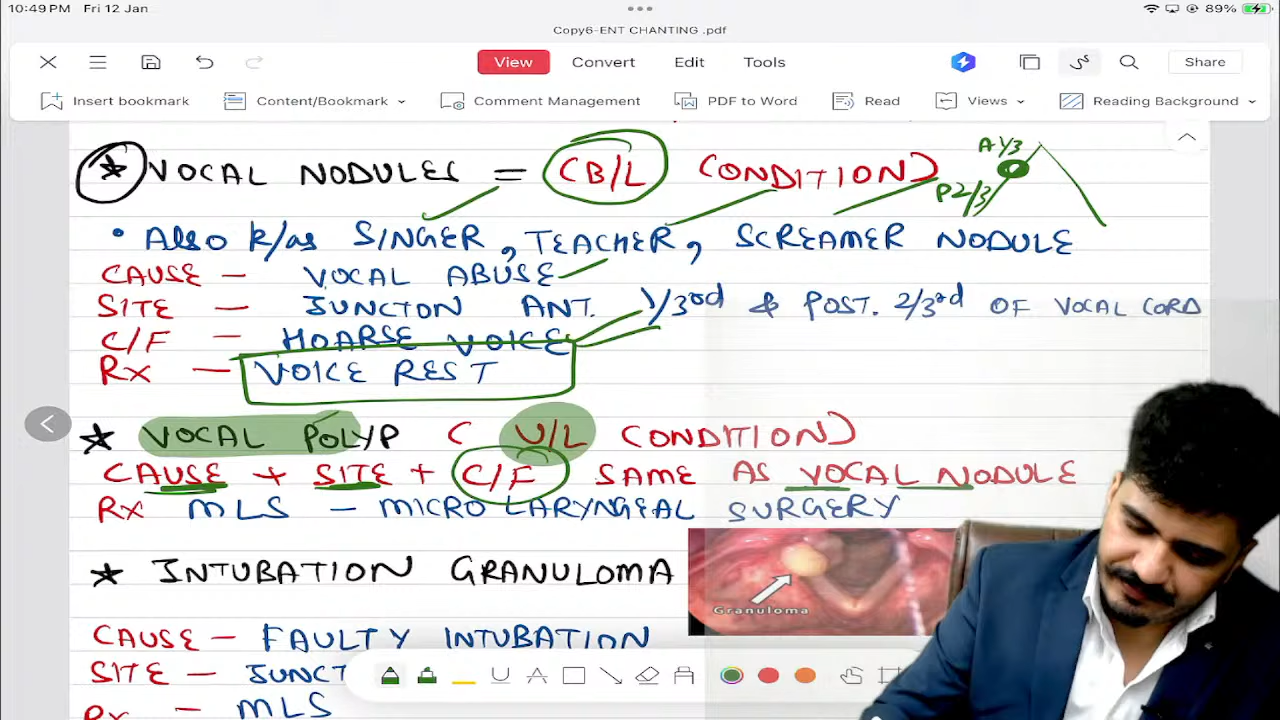 10:49 PM Fri 12 Jan
89%
Copy6-ENT CHANTING .pdf
View Convert Edit Tools Share
Insert bookmark Content/Bookmark Comment Management PDF to Word Read Views Reading Background
★ VOCAL NODULES = (B/L CONDITION)
A 1/3
P 2/3
• Also k/as SINGER, TEACHER, SCREAMER NODULE
CAUSE – VOCAL ABUSE
SITE – JUNCTON ANT. 1/3rd & POST. 2/3rd OF VOCAL CORD
C/F – HOARSE VOICE
Rx – VOICE REST
★ VOCAL POLYP ( U/L CONDITION)
CAUSE + SITE + C/F SAME AS VOCAL NODULE
Rx MLS – MICRO LARYNGEAL SURGERY
★ INTUBATION GRANULOMA
Granuloma
CAUSE – FAULTY INTUBATION
SITE – JUNCT
Rx – MLS